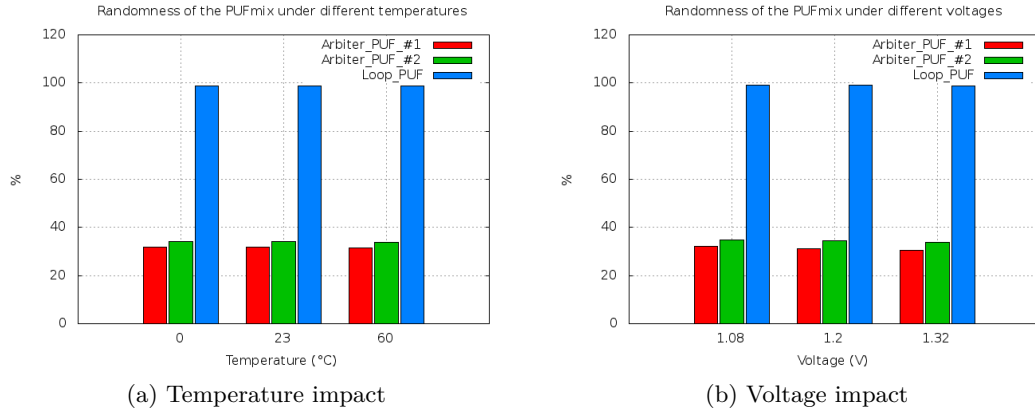 Randomness of the PUFmix under different temperatures
120
100
80
60
40
20
0
%
Arbiter_PUF_#1
Arbiter_PUF_#2
Loop_PUF
0 23 60
Temperature (°C)
(a) Temperature impact
Randomness of the PUFmix under different voltages
120
100
80
60
40
20
0
%
Arbiter_PUF_#1
Arbiter_PUF_#2
Loop_PUF
1.08 1.2 1.32
Voltage (V)
(b) Voltage impact